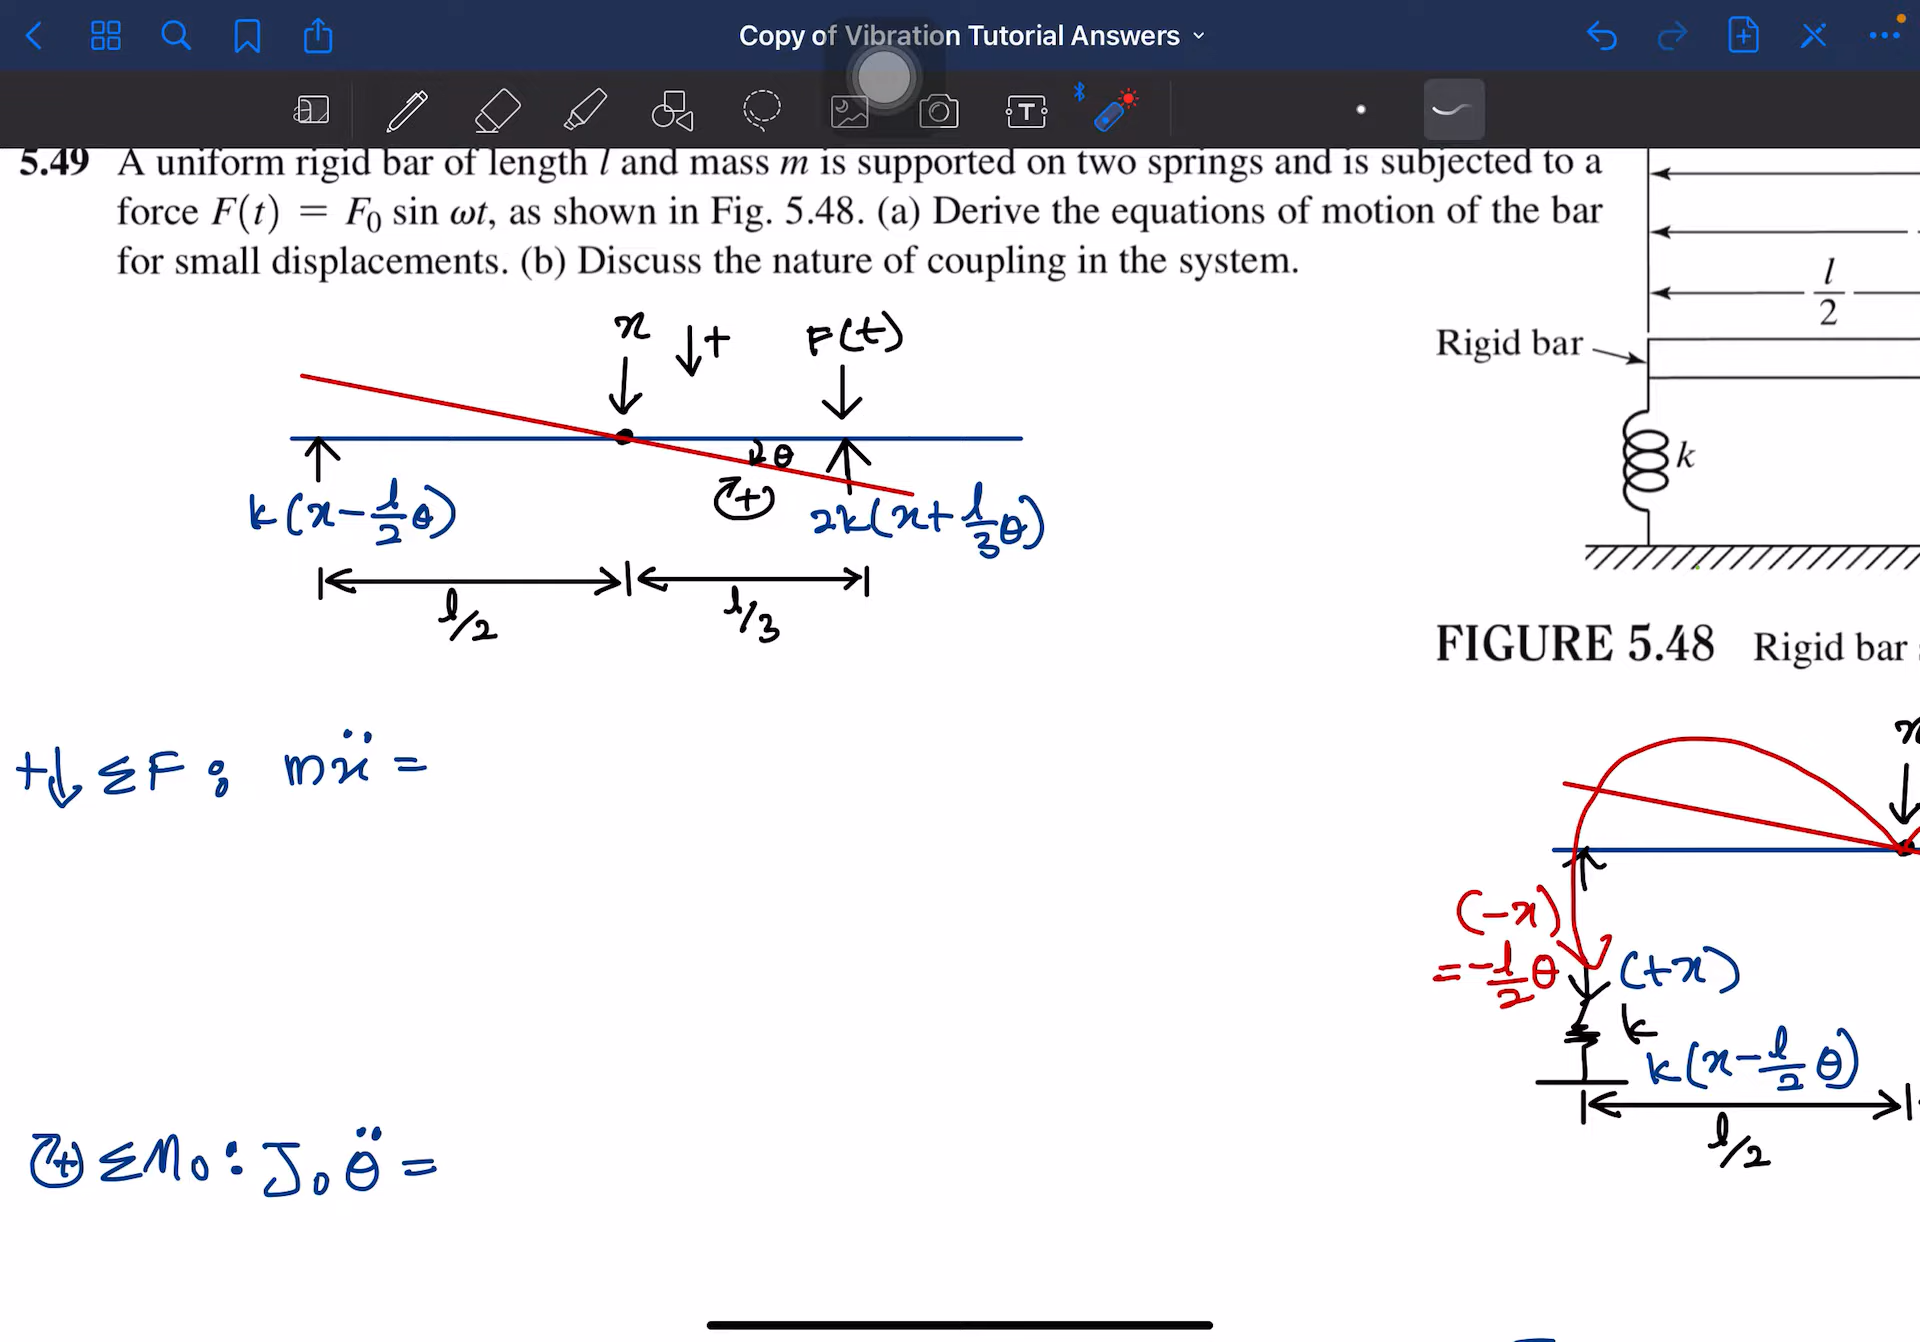 Copy of Vibration Tutorial Answers
5.49 A uniform rigid bar of length l and mass m is supported on two springs and is subjected to a
force F(t) = F₀ sin ωt, as shown in Fig. 5.48. (a) Derive the equations of motion of the bar
for small displacements. (b) Discuss the nature of coupling in the system.
x ↓+ F(t)
θ
+
k(x-l/2 θ)
2k(x+l/3 θ)
l/2
l/3
+↓ ΣF: mẍ =
+ ΣM₀: J₀ θ̈ =
l/2
Rigid bar
k
FIGURE 5.48 Rigid bar
x
(-x)
= -l/2 θ
(+x)
k
k(x-l/2 θ)
l/2